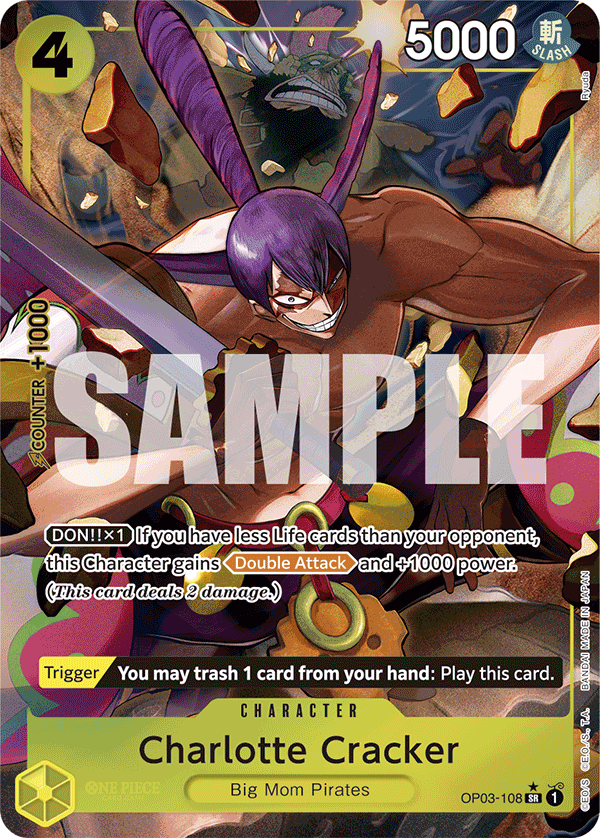 4
5000
斬
SLASH
Ryuda
COUNTER +1000
SAMPLE
DON!!×1 If you have less Life cards than your opponent,
this Character gains Double Attack and +1000 power.
(This card deals 2 damage.)
Trigger You may trash 1 card from your hand: Play this card.
CHARACTER
Charlotte Cracker
ONE PIECE
CARD GAME
Big Mom Pirates
OP03-108 SR 1
©E.O./S., T.A. BANDAI MADE IN JAPAN